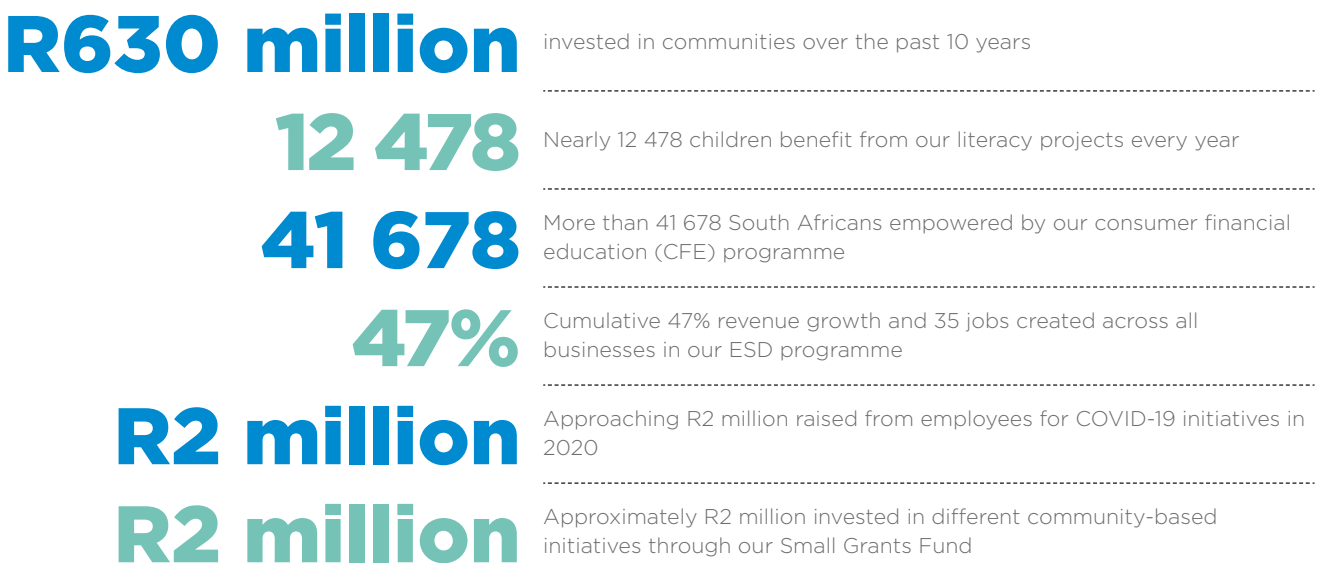 R630 million
invested in communities over the past 10 years
12 478
Nearly 12 478 children benefit from our literacy projects every year
41 678
More than 41 678 South Africans empowered by our consumer financial
education (CFE) programme
47%
Cumulative 47% revenue growth and 35 jobs created across all
businesses in our ESD programme
R2 million
Approaching R2 million raised from employees for COVID-19 initiatives in
2020
R2 million
Approximately R2 million invested in different community-based
initiatives through our Small Grants Fund